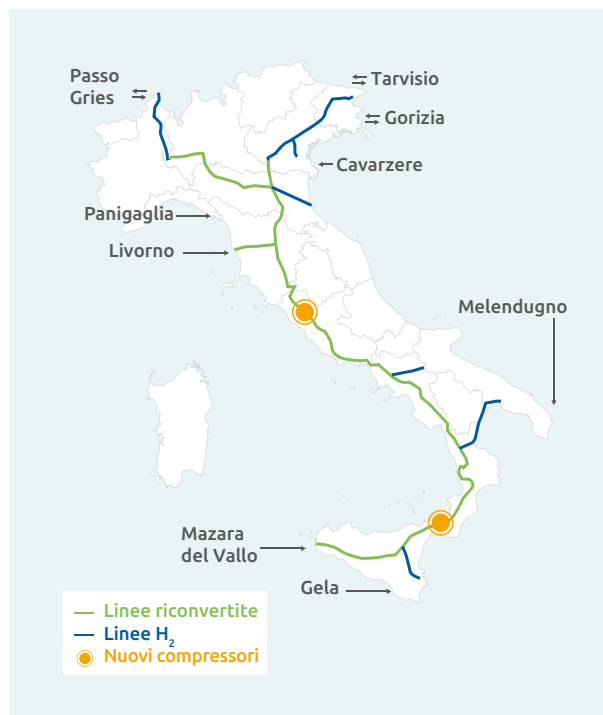 Passo
Gries
Tarvisio
Gorizia
Cavarzere
Panigaglia
Livorno
Melendugno
Mazara
del Vallo
Gela
Linee riconvertite
Linee H₂
Nuovi compressori